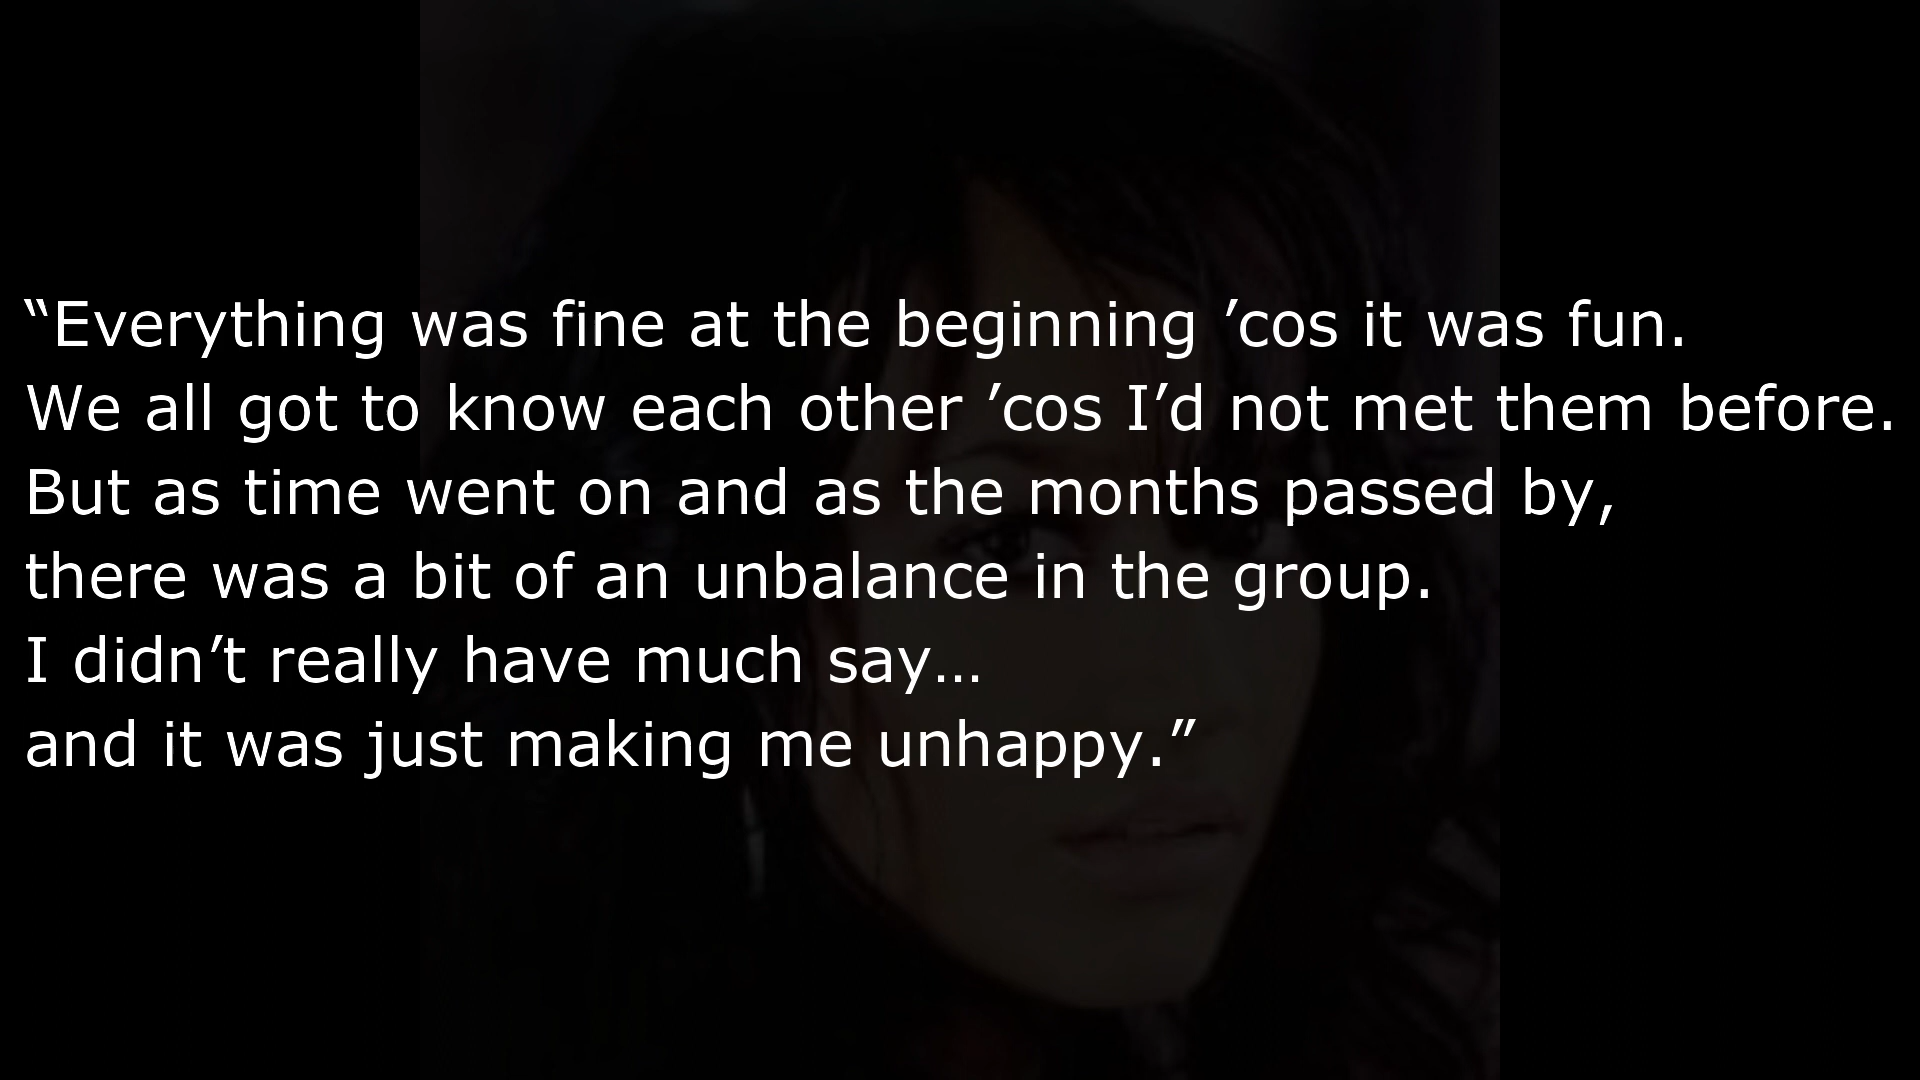 “Everything was fine at the beginning ’cos it was fun.
We all got to know each other ’cos I’d not met them before.
But as time went on and as the months passed by,
there was a bit of an unbalance in the group.
I didn’t really have much say…
and it was just making me unhappy.”